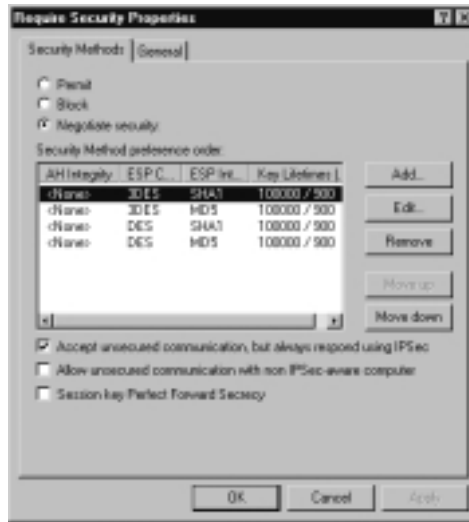 Require Security Properties
Security Methods General
Permit
Block
Negotiate security:
Security Method preference order:
AH Integrity ESP C... ESP Int... Key Lifetimes (
<None> 3DES SHA1 100000 / 900
<None> 3DES MD5 100000 / 900
<None> DES SHA1 100000 / 900
<None> DES MD5 100000 / 900
Add...
Edit...
Remove
Move up
Move down
Accept unsecured communication, but always respond using IPSec
Allow unsecured communication with non IPSec-aware computer
Session key Perfect Forward Secrecy
OK Cancel Apply